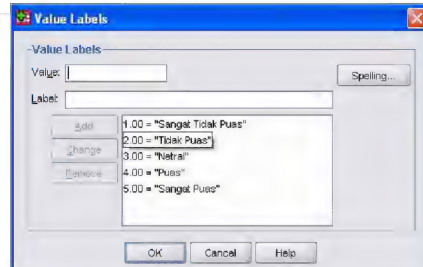 Value Labels
Value Labels
Value:
Spelling...
Label:
Add
Change
Remove
1.00 = "Sangat Tidak Puas"
2.00 = "Tidak Puas"
3.00 = "Netral"
4.00 = "Puas"
5.00 = "Sangat Puas"
OK Cancel Help